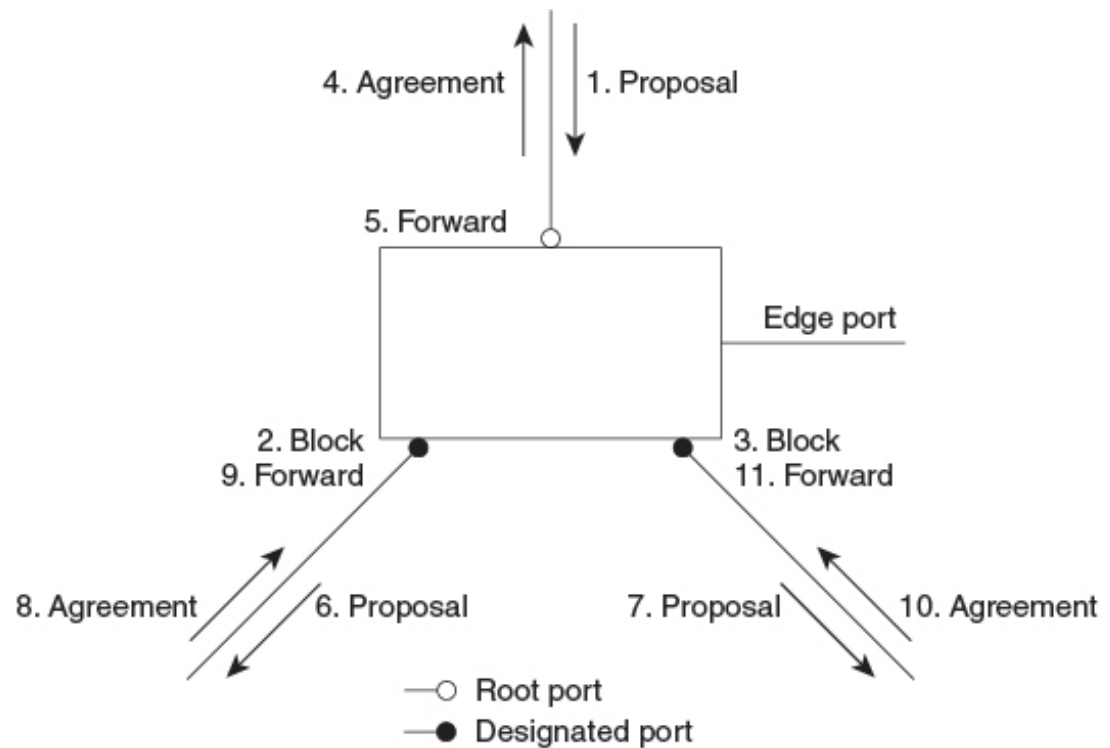 4. Agreement
1. Proposal
5. Forward
Edge port
2. Block
9. Forward
3. Block
11. Forward
8. Agreement
6. Proposal
7. Proposal
10. Agreement
Root port
Designated port